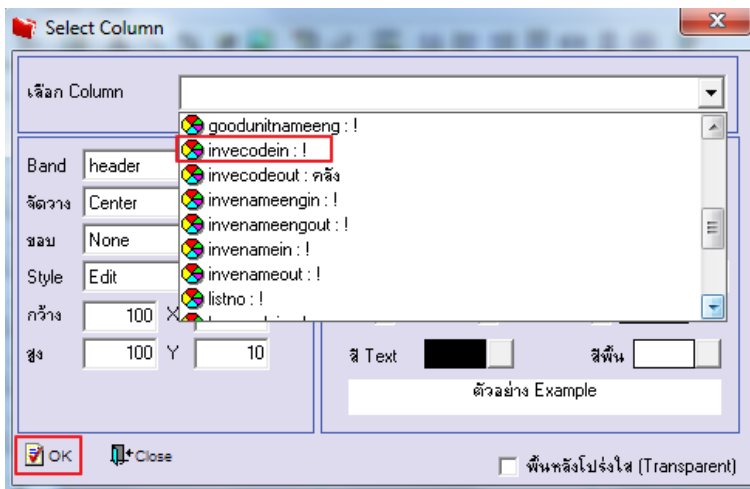 Select Column
เลือก Column
goodunitnameeng : !
invecodein : !
invecodeout : คลัง
invenameengin : !
invenameengout : !
invenamein : !
invenameout : !
listno : !
Band header
จัดวาง Center
ขอบ None
Style Edit
กว้าง 100 X
สูง 100 Y 10
สี Text สีพื้น
ตัวอย่าง Example
OK Close
พื้นหลังโปร่งใส (Transparent)